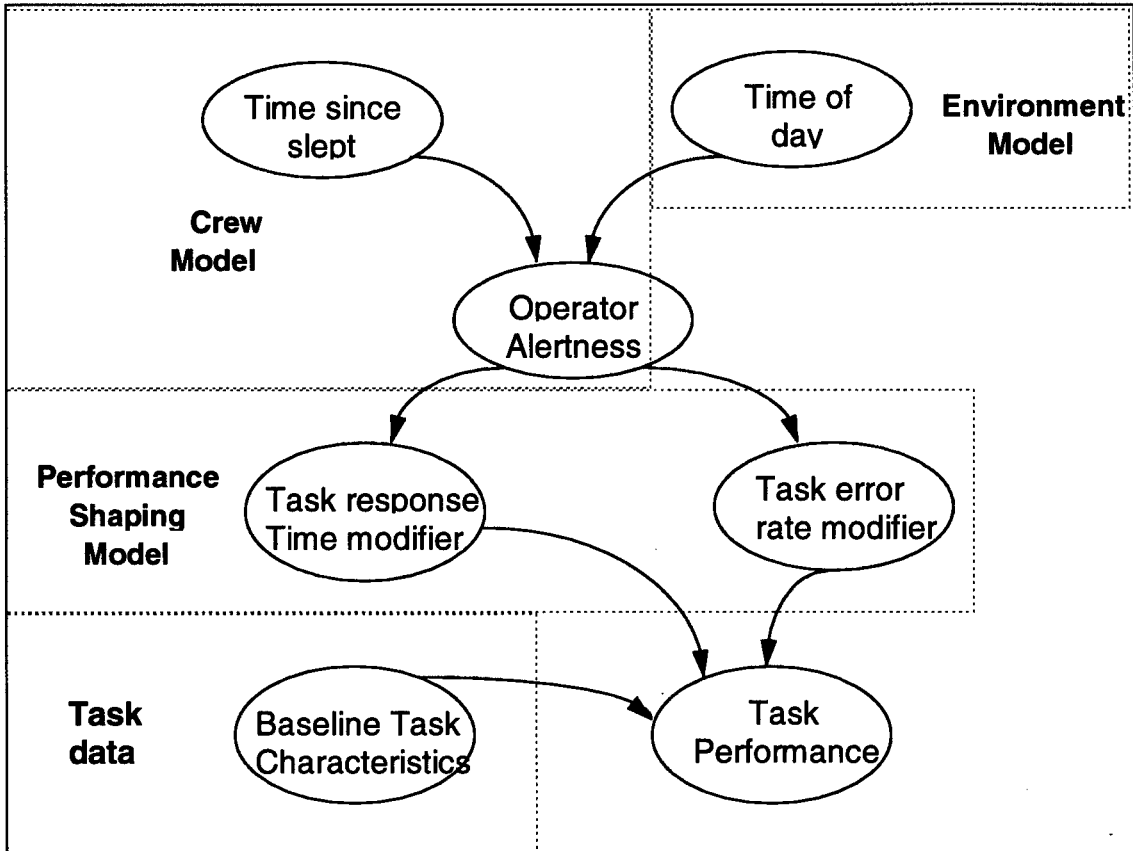 Time since
slept
Time of
day
Environment
Model
Crew
Model
Operator
Alertness
Performance
Shaping
Model
Task response
Time modifier
Task error
rate modifier
Task
data
Baseline Task
Characteristics
Task
Performance